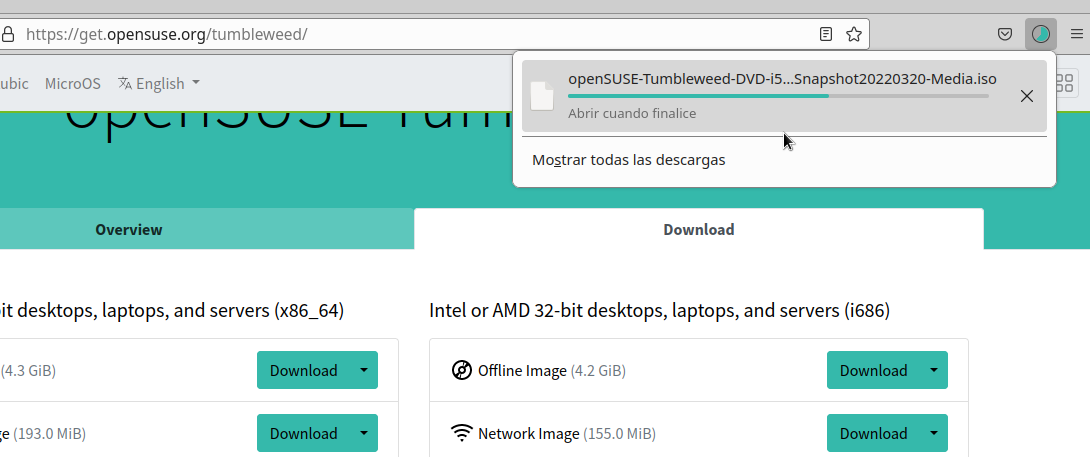 https://get.opensuse.org/tumbleweed/
ubic MicroOS English
openSUSE-Tumbleweed-DVD-i5...Snapshot20220320-Media.iso
Abrir cuando finalice
Mostrar todas las descargas
openSUSE Tum
Overview Download
it desktops, laptops, and servers (x86_64)
(4.3 GiB) Download
ge (193.0 MiB) Download
Intel or AMD 32-bit desktops, laptops, and servers (i686)
Offline Image (4.2 GiB) Download
Network Image (155.0 MiB) Download